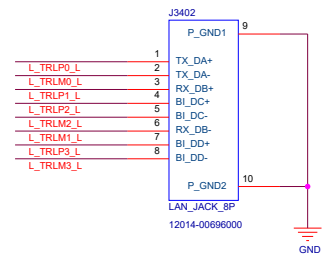 J3402
P_GND1 9
1 TX_DA+
L_TRLP0_L 2 TX_DA-
L_TRLM0_L 3 RX_DB+
L_TRLP1_L 4 BI_DC+
L_TRLP2_L 5 BI_DC-
L_TRLM2_L 6 RX_DB-
L_TRLM1_L 7 BI_DD+
L_TRLP3_L 8 BI_DD-
L_TRLM3_L
P_GND2 10
LAN_JACK_8P
12014-00696000
GND